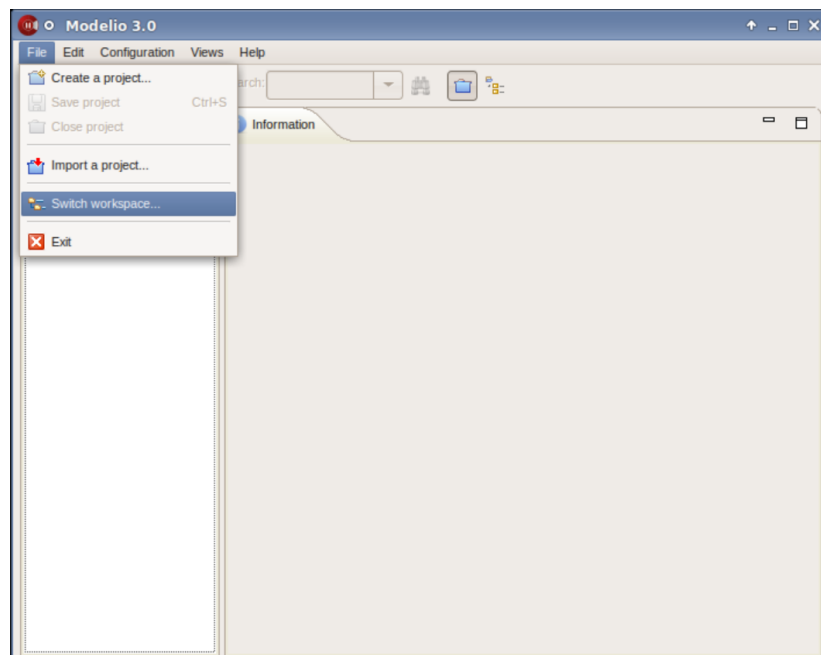 Modelio 3.0
File Edit Configuration Views Help
Create a project...
Save project Ctrl+S
Close project
Import a project...
Switch workspace...
Exit
arch:
Information